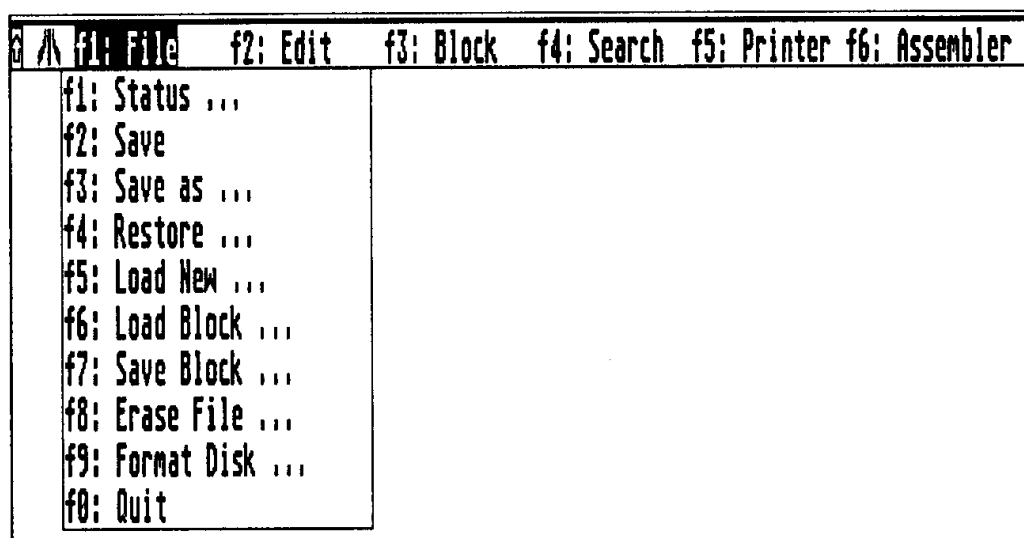 f1: File f2: Edit f3: Block f4: Search f5: Printer f6: Assembler
f1: Status ...
f2: Save
f3: Save as ...
f4: Restore ...
f5: Load New ...
f6: Load Block ...
f7: Save Block ...
f8: Erase File ...
f9: Format Disk ...
f0: Quit